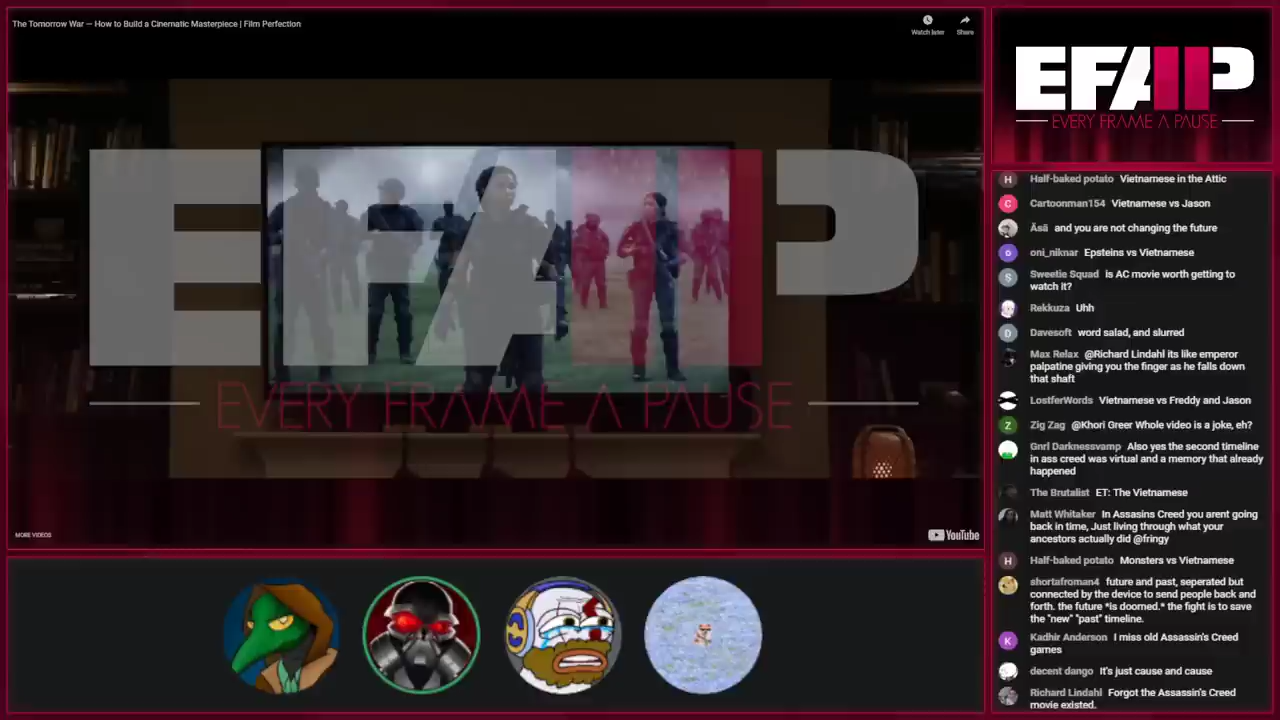 The Tomorrow War — How to Build a Cinematic Masterpiece | Film Perfection
Watch later
Share
EFAP
EVERY FRAME A PAUSE
MORE VIDEOS
YouTube
EFAP
EVERY FRAME A PAUSE
H Half-baked potato Vietnamese in the Attic
C Cartoonman154 Vietnamese vs Jason
Äsä and you are not changing the future
o oni_niknar Epsteins vs Vietnamese
S Sweetie Squad is AC movie worth getting to
watch it?
Rekkuza Uhh
D Davesoft word salad, and slurred
Max Relax @Richard Lindahl its like emperor
palpatine giving you the finger as he falls down
that shaft
LostferWords Vietnamese vs Freddy and Jason
Z Zig Zag @Khori Greer Whole video is a joke, eh?
Gnrl Darknessvamp Also yes the second timeline
in ass creed was virtual and a memory that already
happened
The Brutalist ET: The Vietnamese
Matt Whitaker In Assasins Creed you arent going
back in time, Just living through what your
ancestors actually did @fringy
H Half-baked potato Monsters vs Vietnamese
shortafroman4 future and past, seperated but
connected by the device to send people back and
forth. the future *is doomed.* the fight is to save
the "new" "past" timeline.
K Kadhir Anderson I miss old Assassin's Creed
games
decent dango It's just cause and cause
Richard Lindahl Forgot the Assassin's Creed
movie existed.